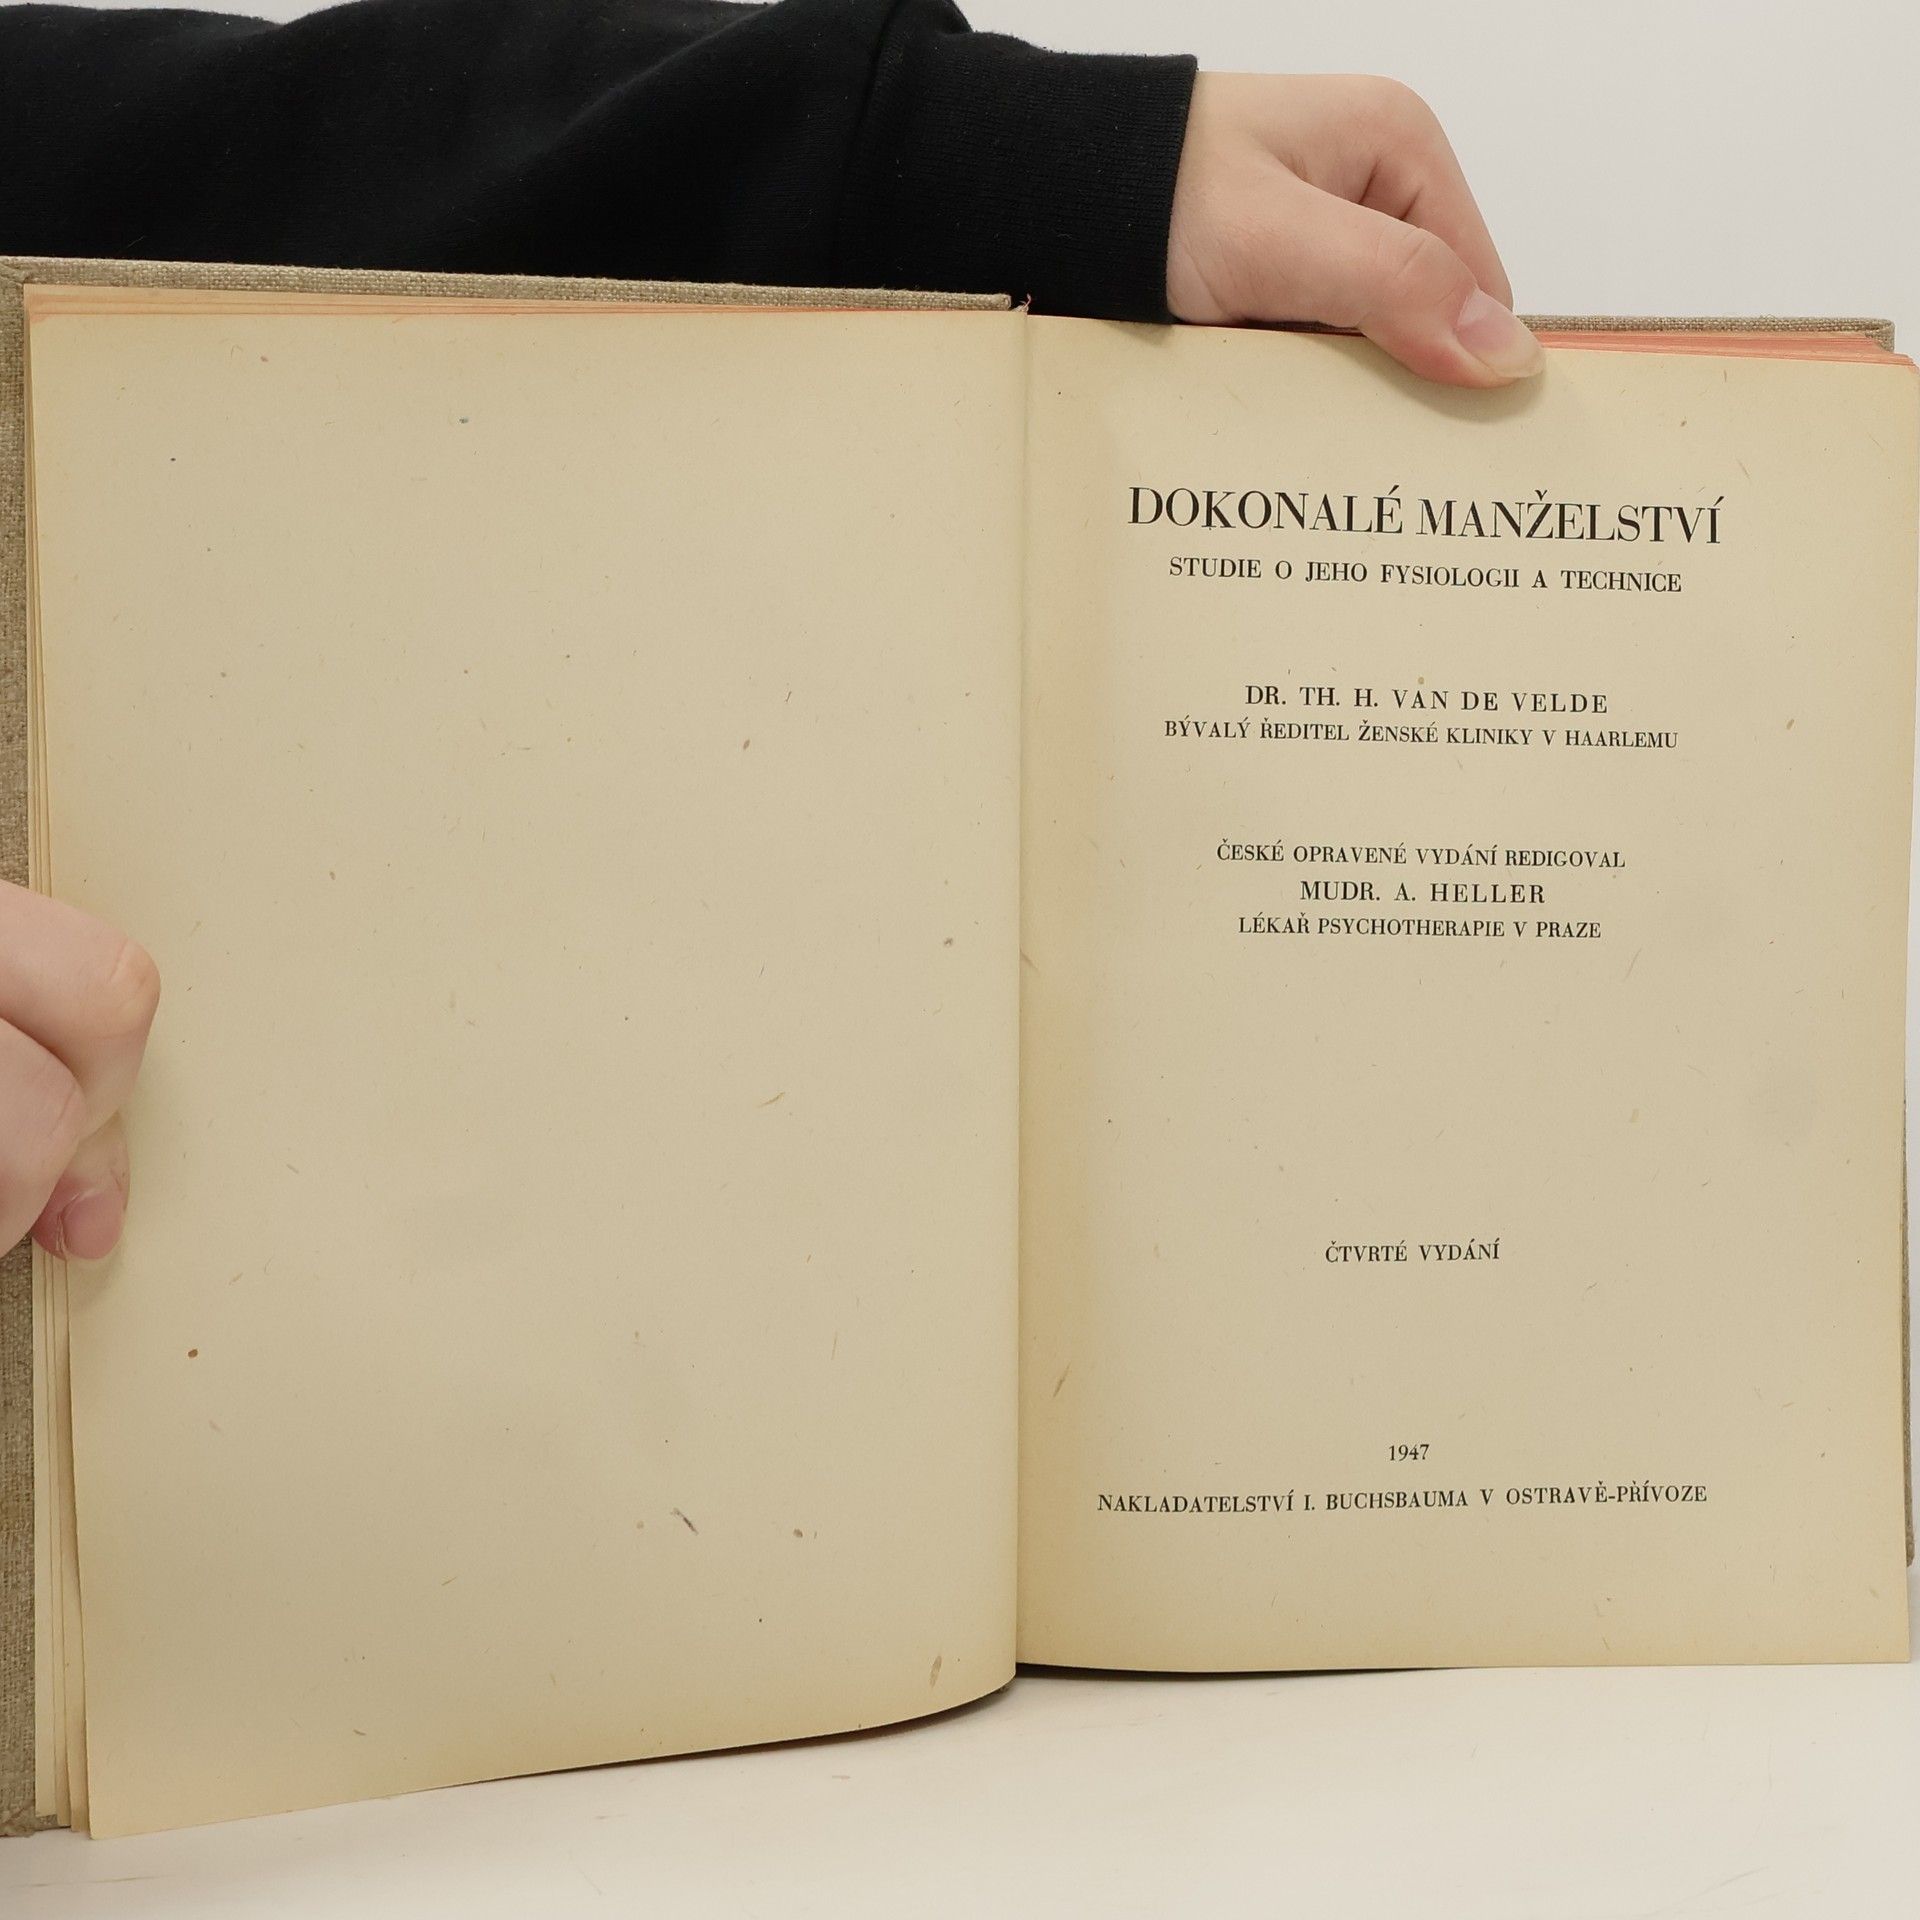 DOKONALÉ MANŽELSTVÍ
STUDIE O JEHO FYSIOLOGII A TECHNICE
DR. TH. H. VAN DE VELDE
BÝVALÝ ŘEDITEL ŽENSKÉ KLINIKY V HAARLEMU
ČESKÉ OPRAVENÉ VYDÁNÍ REDIGOVAL
MUDR. A. HELLER
LÉKAŘ PSYCHOTHERAPIE V PRAZE
ČTVRTÉ VYDÁNÍ
1947
NAKLADATELSTVÍ I. BUCHSBAUMA V OSTRAVĚ-PŘÍVOZE